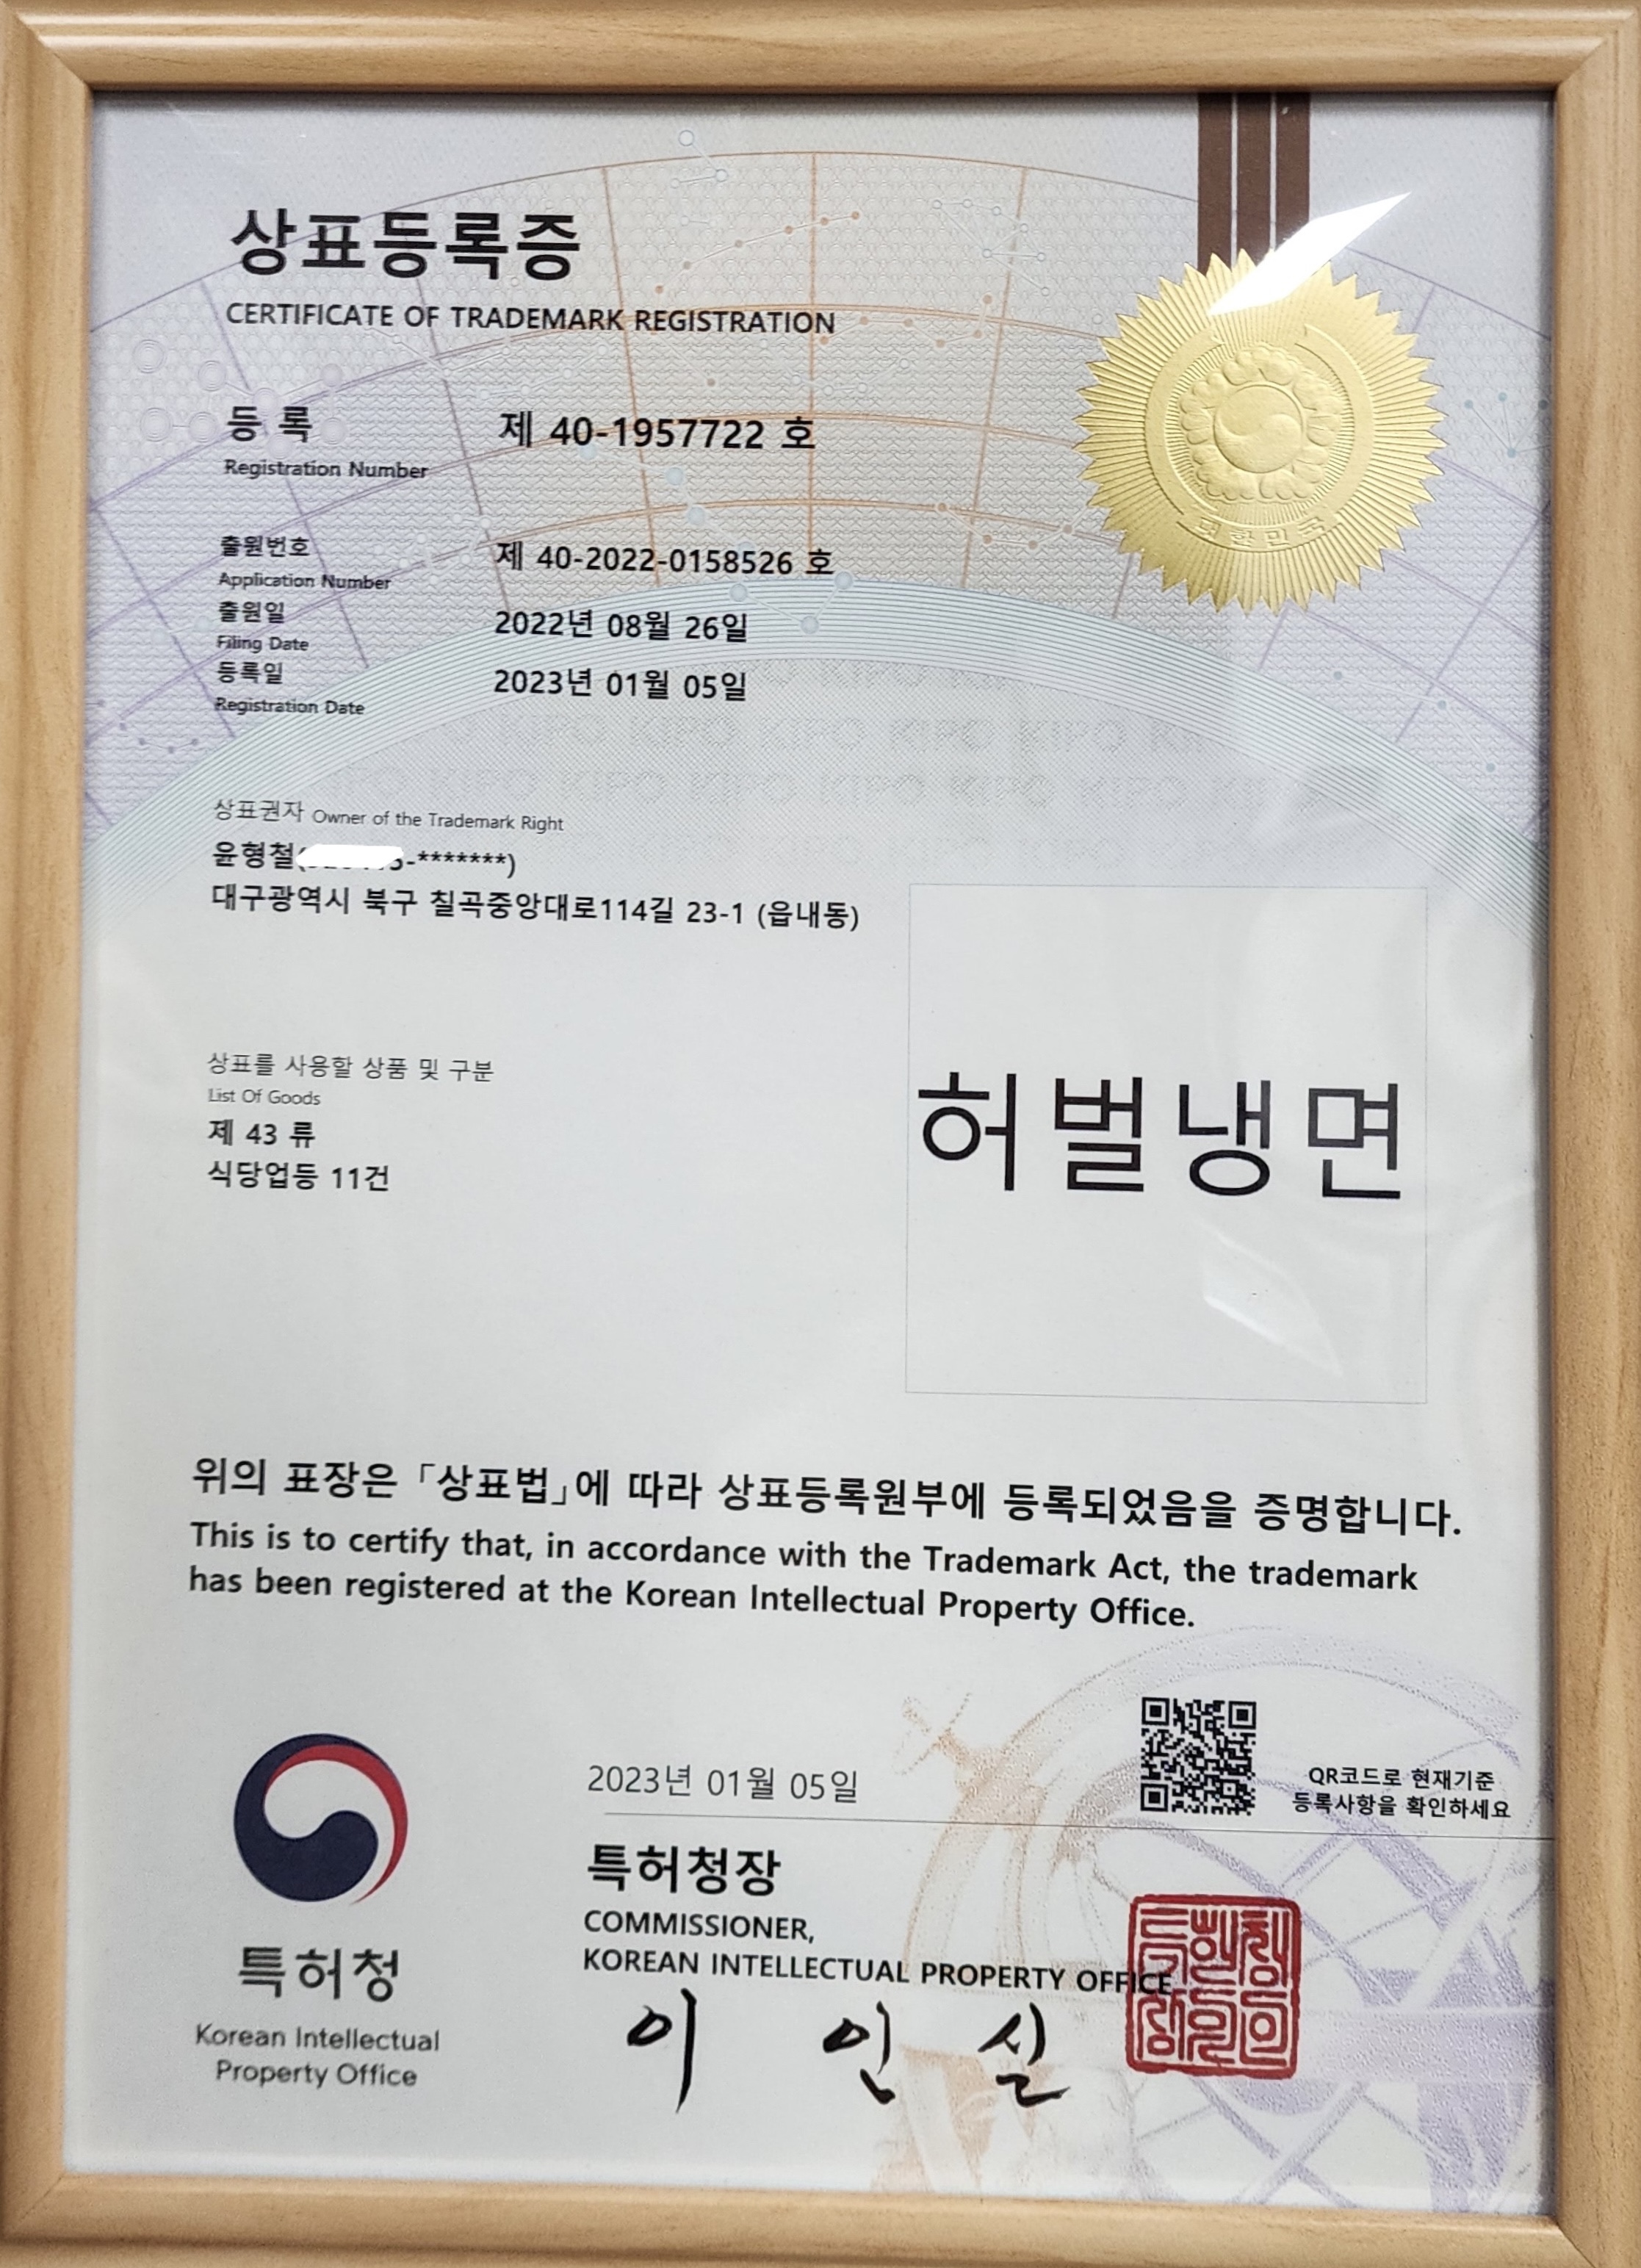 상표등록증
CERTIFICATE OF TRADEMARK REGISTRATION
등 록 제 40-1957722 호
Registration Number
출원번호 제 40-2022-0158526 호
Application Number
출원일 2022년 08월 26일
Filing Date
등록일 2023년 01월 05일
Registration Date
대한민국
상표권자 Owner of the Trademark Right
윤형철( -*******)
대구광역시 북구 칠곡중앙대로114길 23-1 (읍내동)
상표를 사용할 상품 및 구분
List Of Goods
제 43 류
식당업등 11건
허벌냉면
위의 표장은 「상표법」에 따라 상표등록원부에 등록되었음을 증명합니다.
This is to certify that, in accordance with the Trademark Act, the trademark
has been registered at the Korean Intellectual Property Office.
2023년 01월 05일
QR코드로 현재기준
등록사항을 확인하세요
특허청장
COMMISSIONER,
KOREAN INTELLECTUAL PROPERTY OFFICE
이 인 실
특허청
Korean Intellectual
Property Office